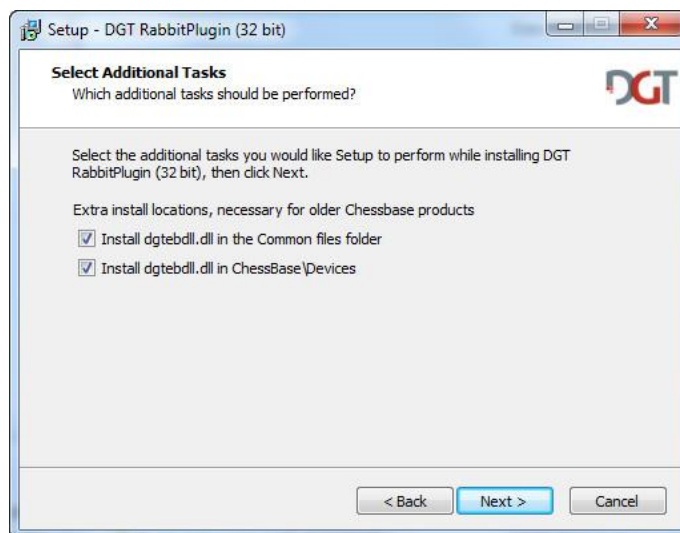 Setup - DGT RabbitPlugin (32 bit)
Select Additional Tasks
Which additional tasks should be performed?
DGT
Select the additional tasks you would like Setup to perform while installing DGT
RabbitPlugin (32 bit), then click Next.
Extra install locations, necessary for older Chessbase products
Install dgtebdll.dll in the Common files folder
Install dgtebdll.dll in ChessBase\Devices
< Back
Next >
Cancel